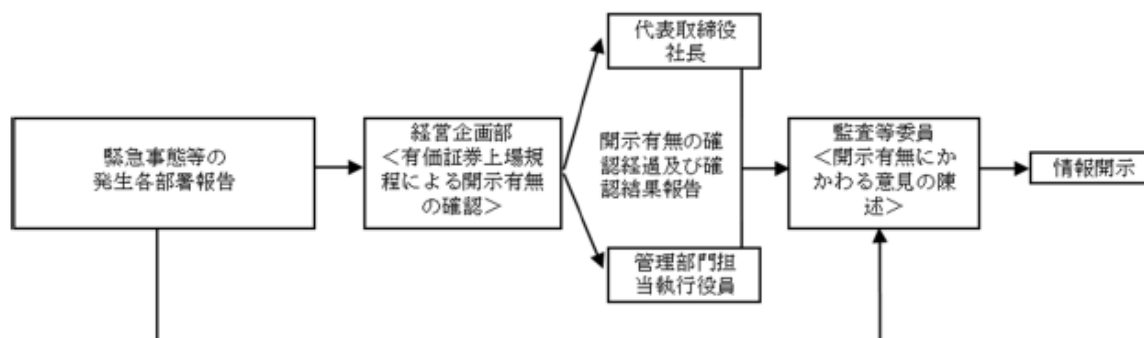 緊急事態等の
発生各部署報告
経営企画部
＜有価証券上場規
程による開示有無
の確認＞
代表取締役
社長
開示有無の確
認経過及び確
認結果報告
管理部門担
当執行役員
監査等委員
＜開示有無にか
かわる意見の陳
述＞
情報開示